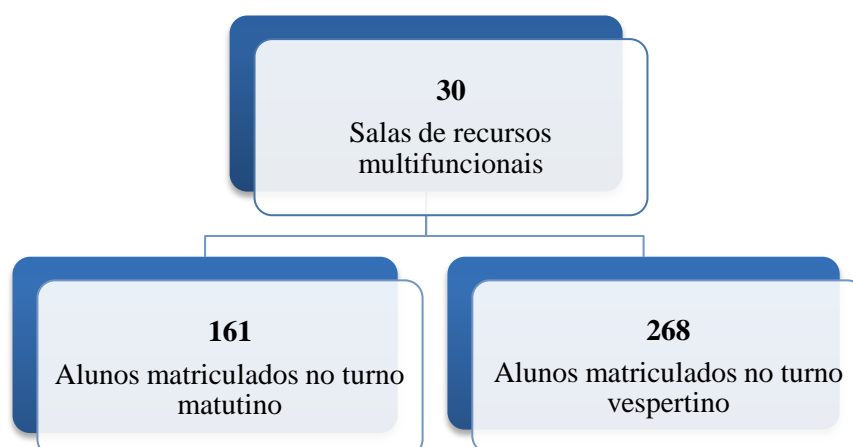 30
Salas de recursos
multifuncionais
161
Alunos matriculados no turno
matutino
268
Alunos matriculados no turno
vespertino